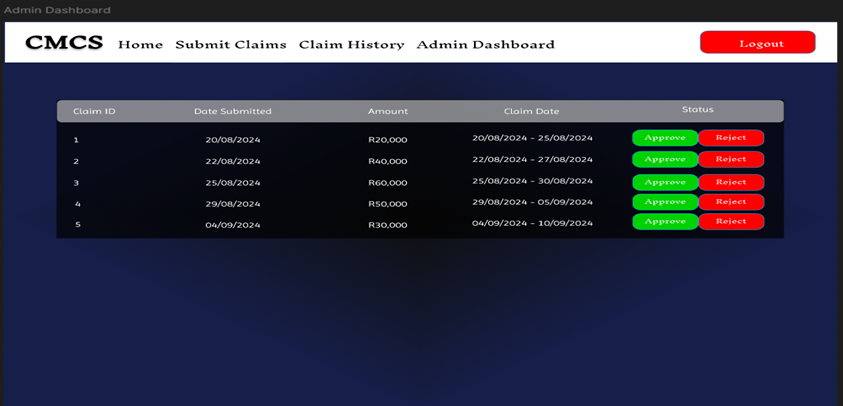 Admin Dashboard
CMCS Home Submit Claims Claim History Admin Dashboard Logout
Claim ID Date Submitted Amount Claim Date Status
1 20/08/2024 R20,000 20/08/2024 - 25/08/2024 Approve Reject
2 22/08/2024 R40,000 22/08/2024 - 27/08/2024 Approve Reject
3 25/08/2024 R60,000 25/08/2024 - 30/08/2024 Approve Reject
4 29/08/2024 R50,000 29/08/2024 - 05/09/2024 Approve Reject
5 04/09/2024 R30,000 04/09/2024 - 10/09/2024 Approve Reject